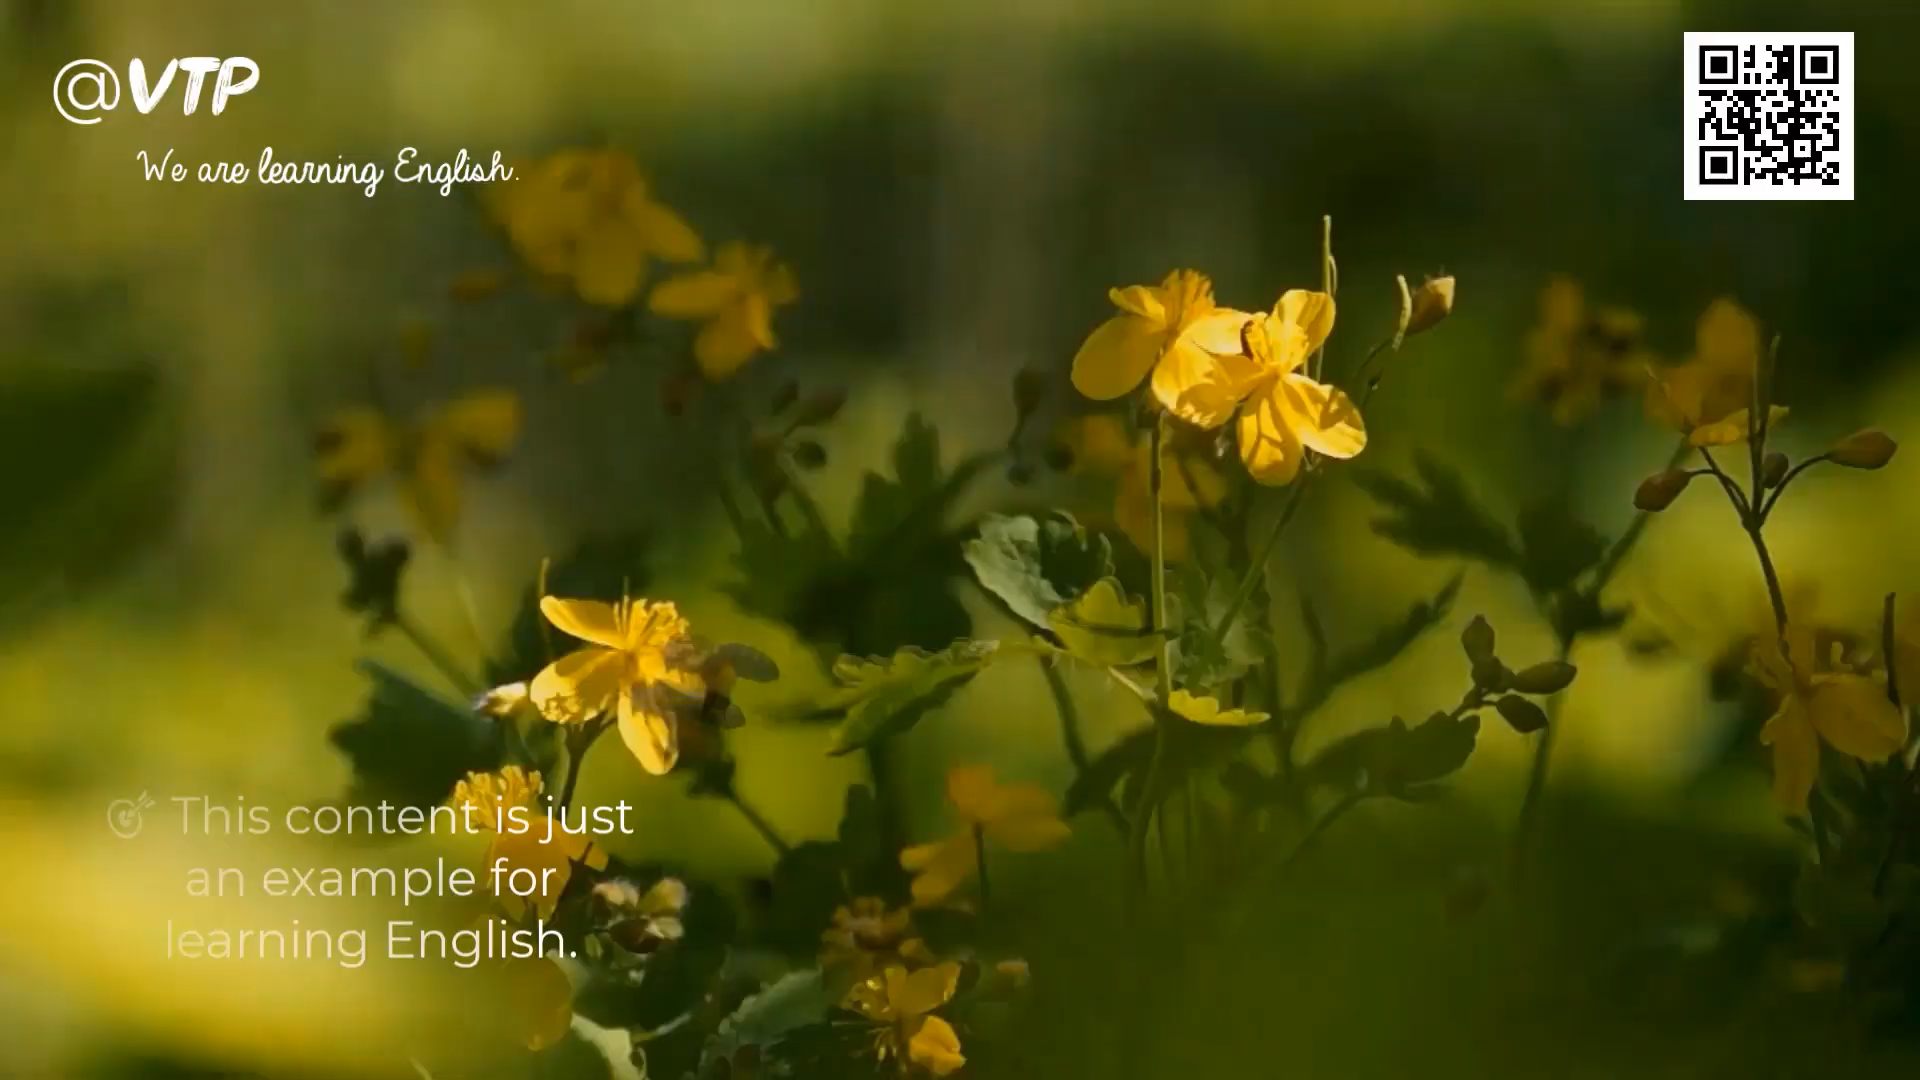 @VTP
We are learning English.
This content is just
an example for
learning English.